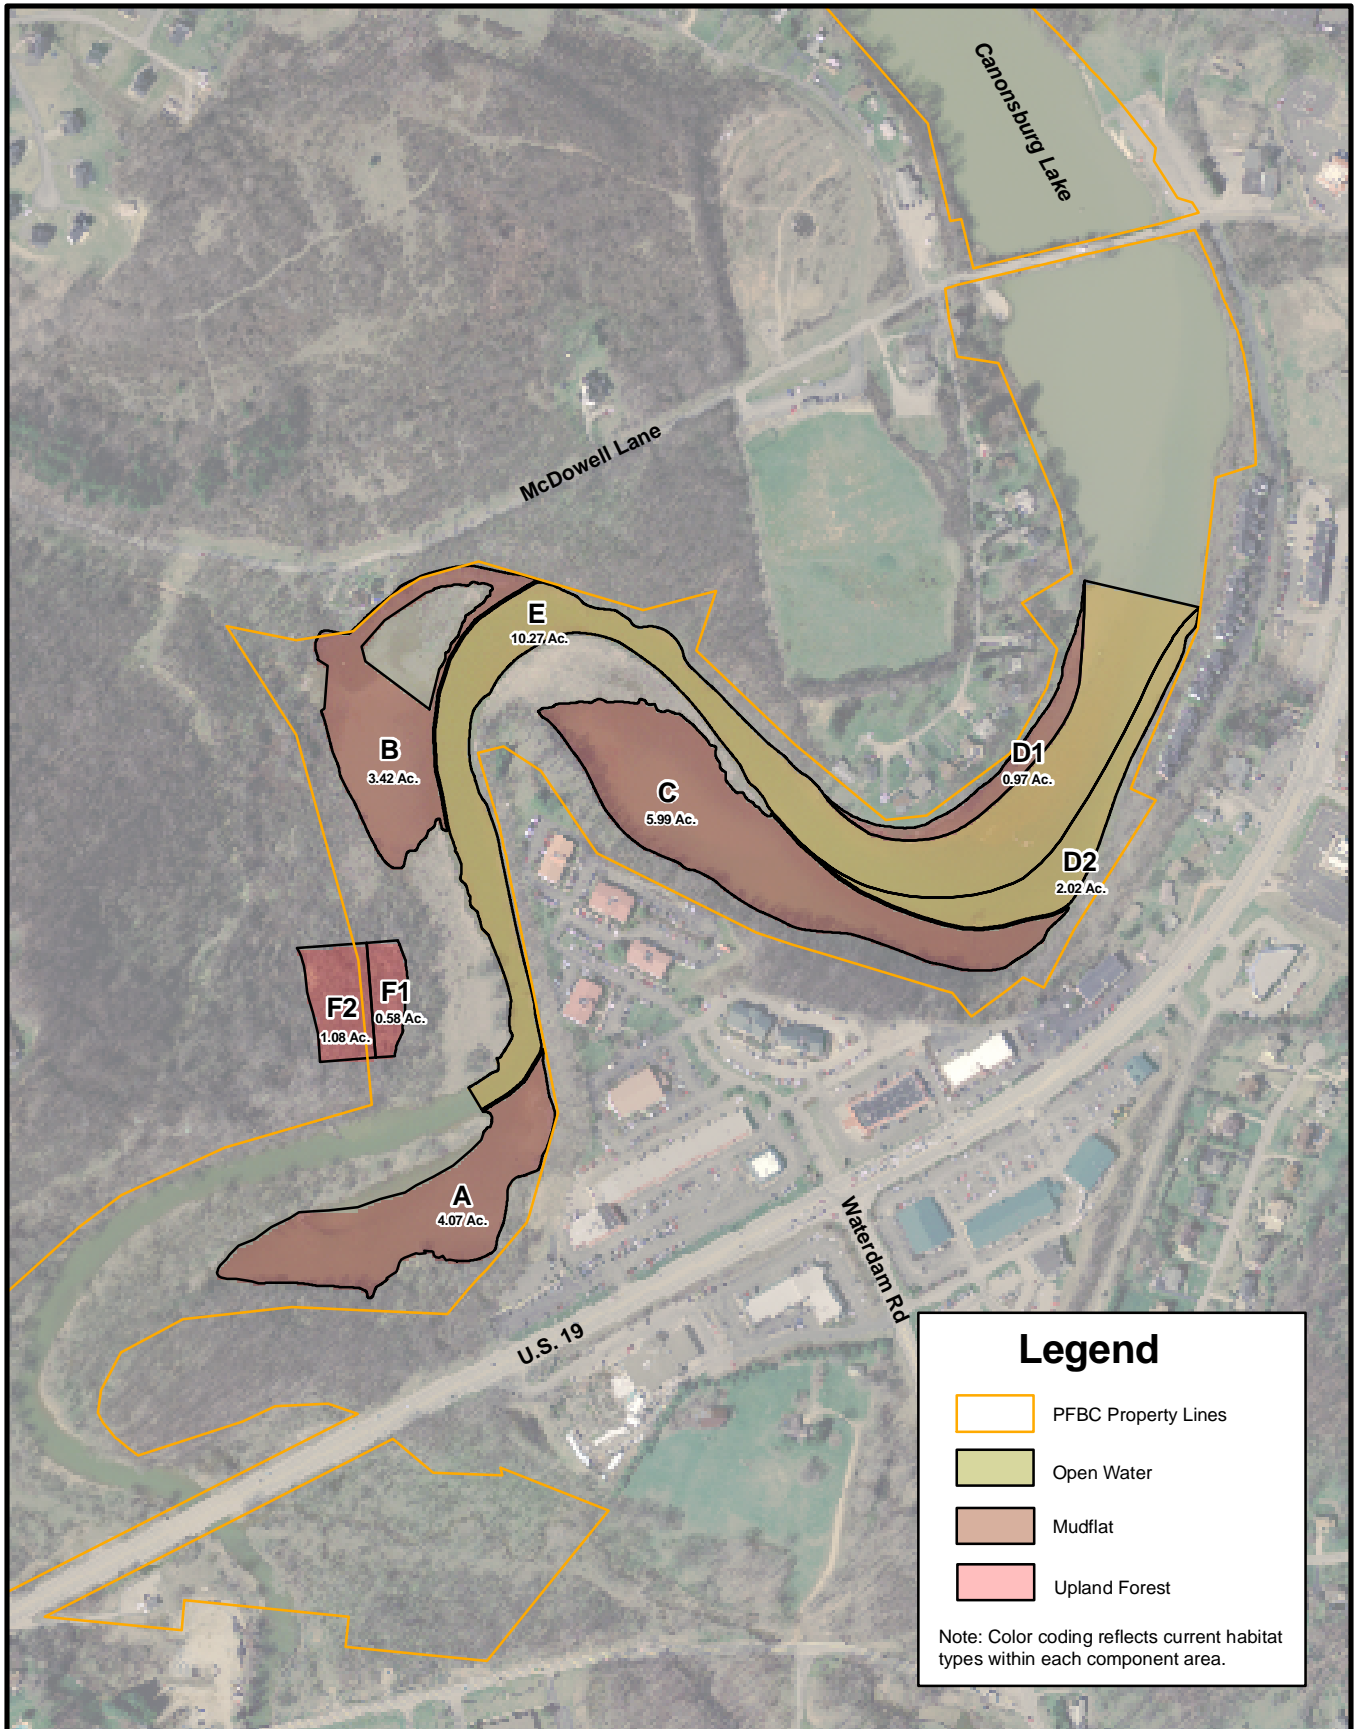 Canonsburg Lake
McDowell Lane
E
10.27 Ac.
B
3.42 Ac.
D1
0.97 Ac.
C
5.99 Ac.
D2
2.02 Ac.
F2
1.08 Ac.
F1
0.58 Ac.
A
4.07 Ac.
Waterdam Rd
U.S. 19
Legend
PFBC Property Lines
Open Water
Mudflat
Upland Forest
Note: Color coding reflects current habitat
types within each component area.